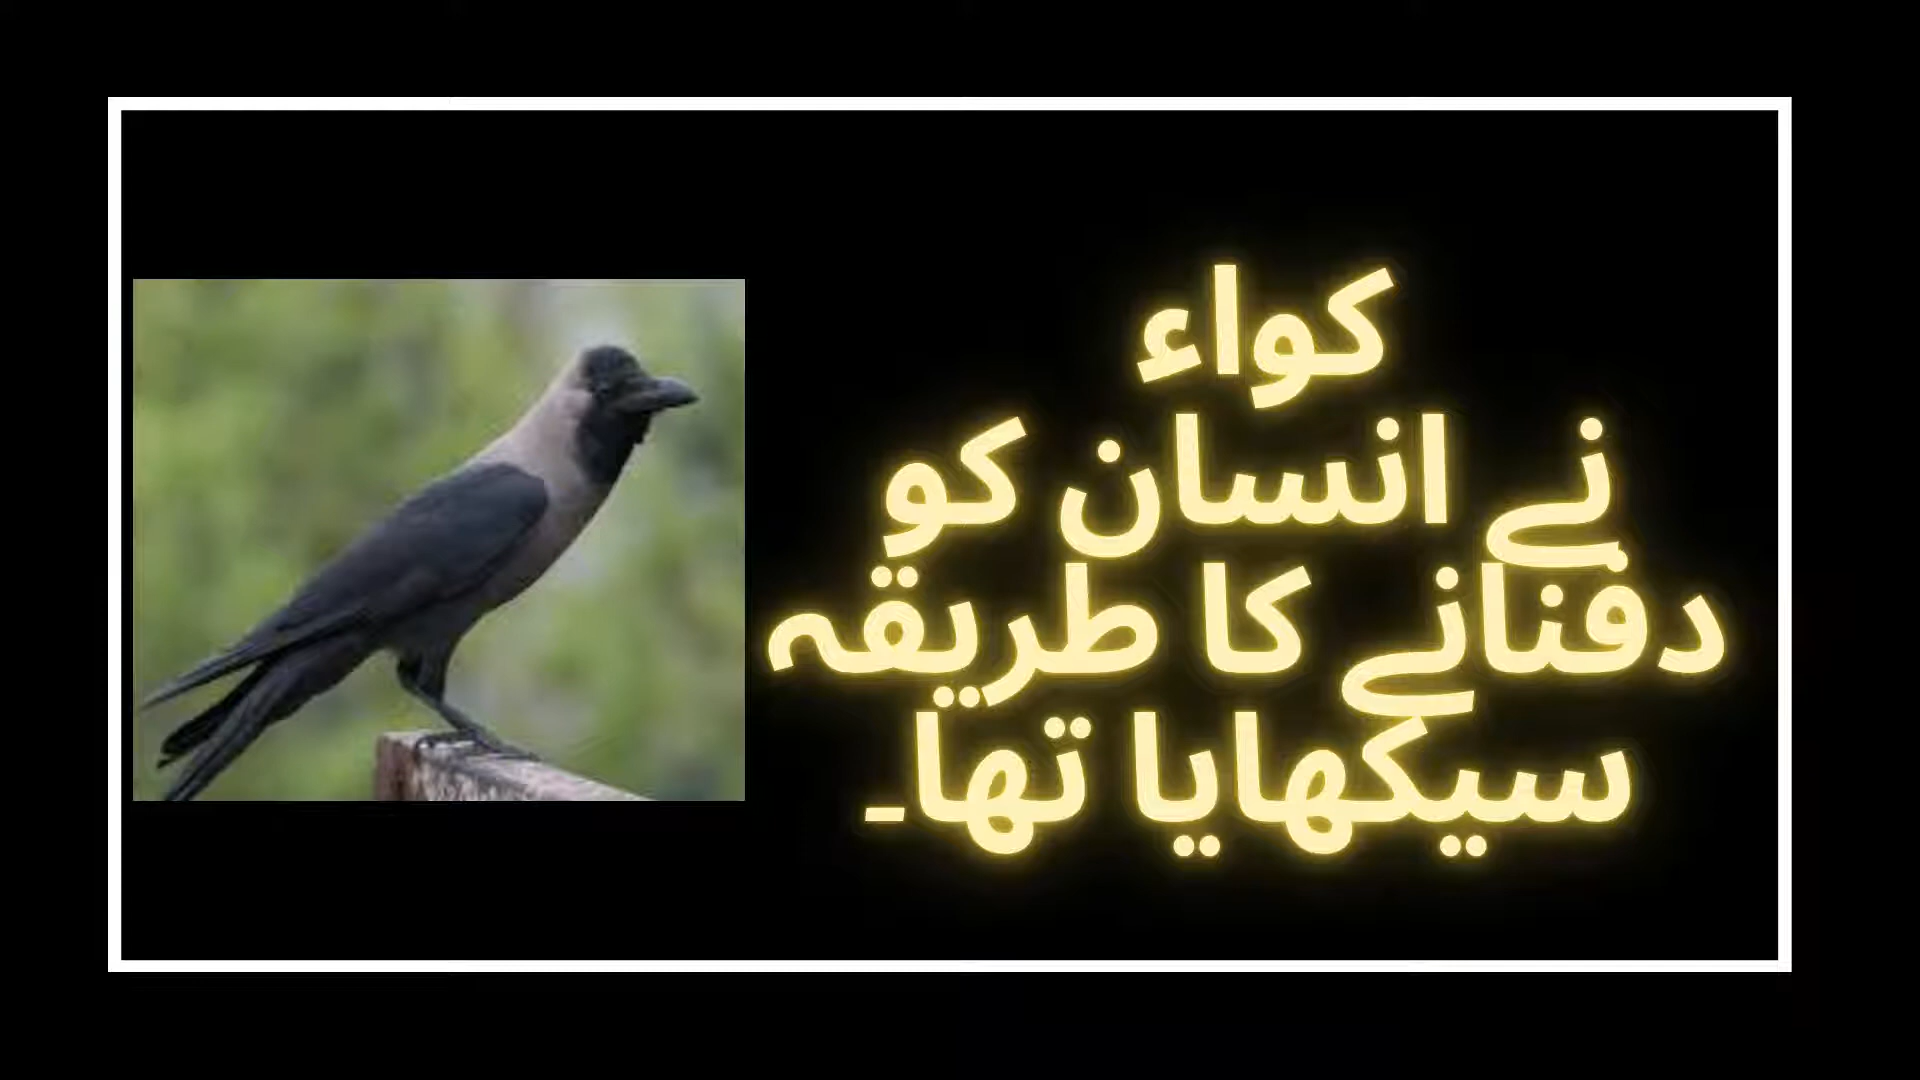 کواء
نے انسان کو
دفنانے کا طریقہ
سیکھایا تھا۔